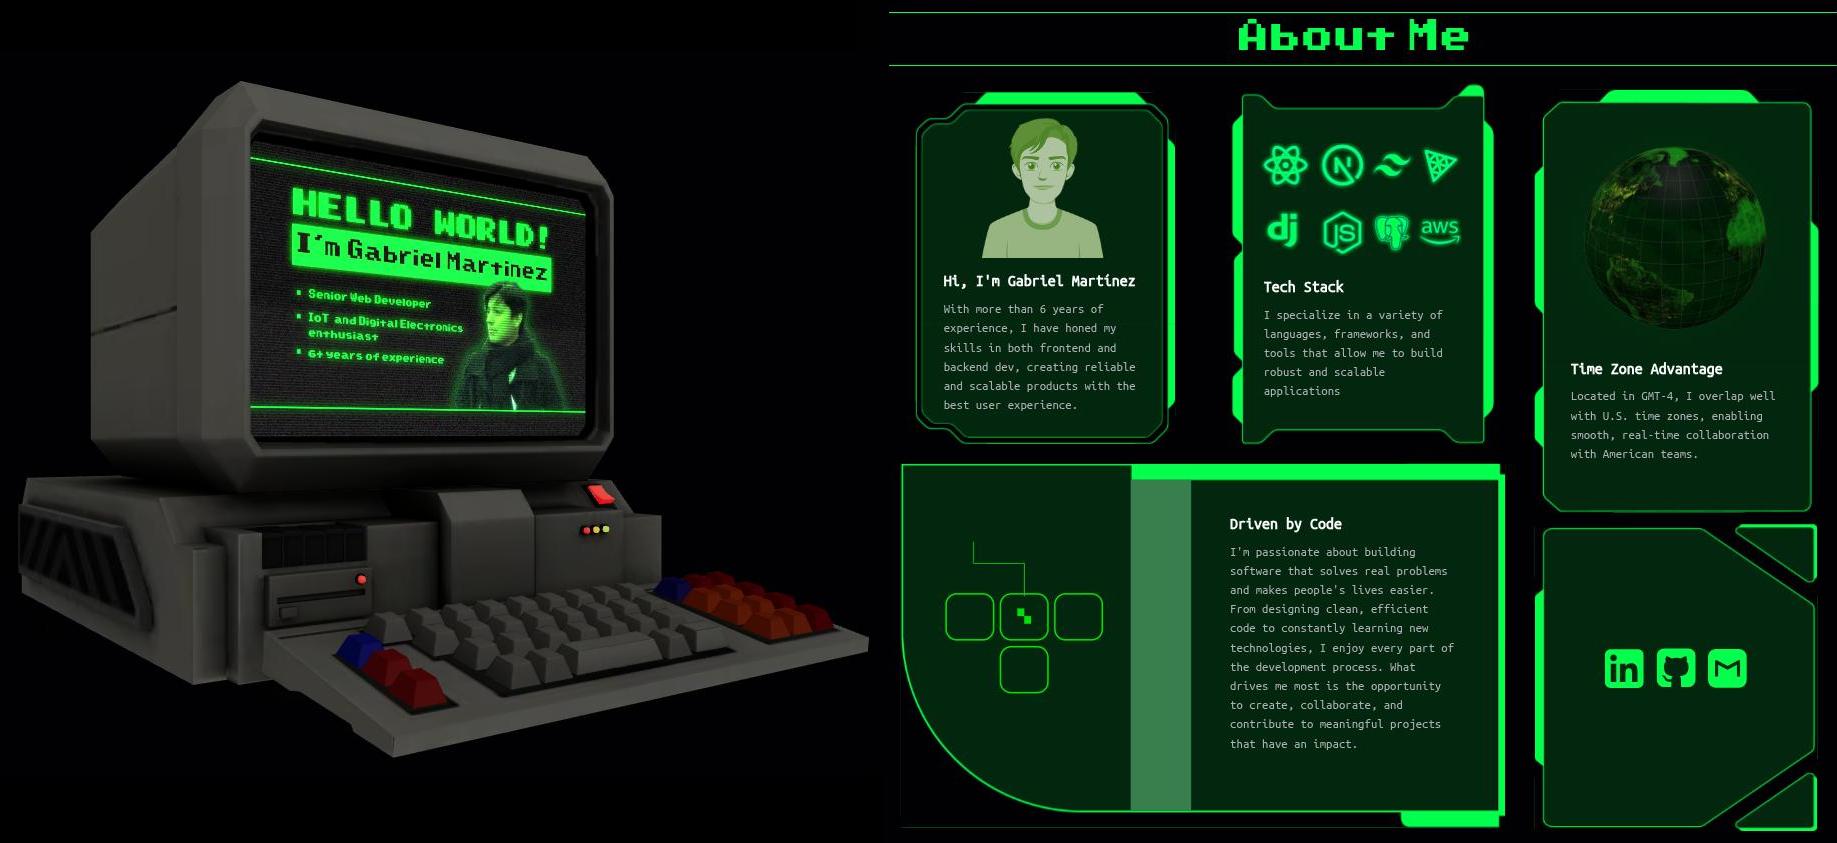 HELLO WORLD!
I'm Gabriel Martinez
Senior Web Developer
IoT and Digital Electronics
enthusiast
6+ years of experience
About Me
Hi, I'm Gabriel Martínez
With more than 6 years of
experience, I have honed my
skills in both frontend and
backend dev, creating reliable
and scalable products with the
best user experience.
N
dj
JS
aws
Tech Stack
I specialize in a variety of
languages, frameworks, and
tools that allow me to build
robust and scalable
applications
Time Zone Advantage
Located in GMT-4, I overlap well
with U.S. time zones, enabling
smooth, real-time collaboration
with American teams.
Driven by Code
I'm passionate about building
software that solves real problems
and makes people's lives easier.
From designing clean, efficient
code to constantly learning new
technologies, I enjoy every part of
the development process. What
drives me most is the opportunity
to create, collaborate, and
contribute to meaningful projects
that have an impact.
in